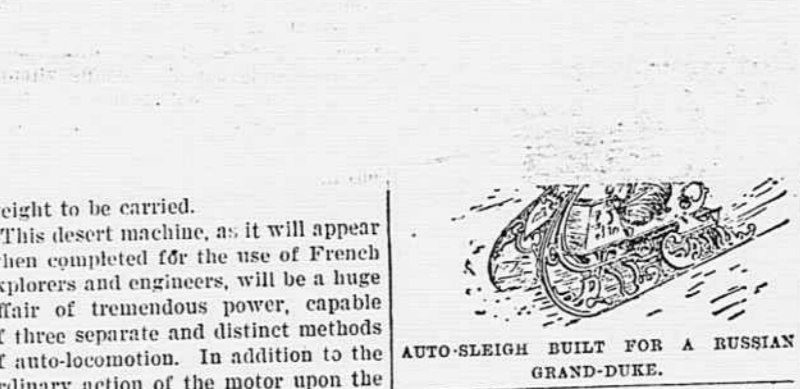 eight to be carried.
This desert machine, as it will appear
hen completed for the use of French
xplorers and engineers, will be a huge
ffair of tremendous power, capable
f three separate and distinct methods
f auto-locomotion. In addition to the
rdinary action of the motor upon the
AUTO-SLEIGH BUILT FOR A RUSSIAN
GRAND-DUKE.